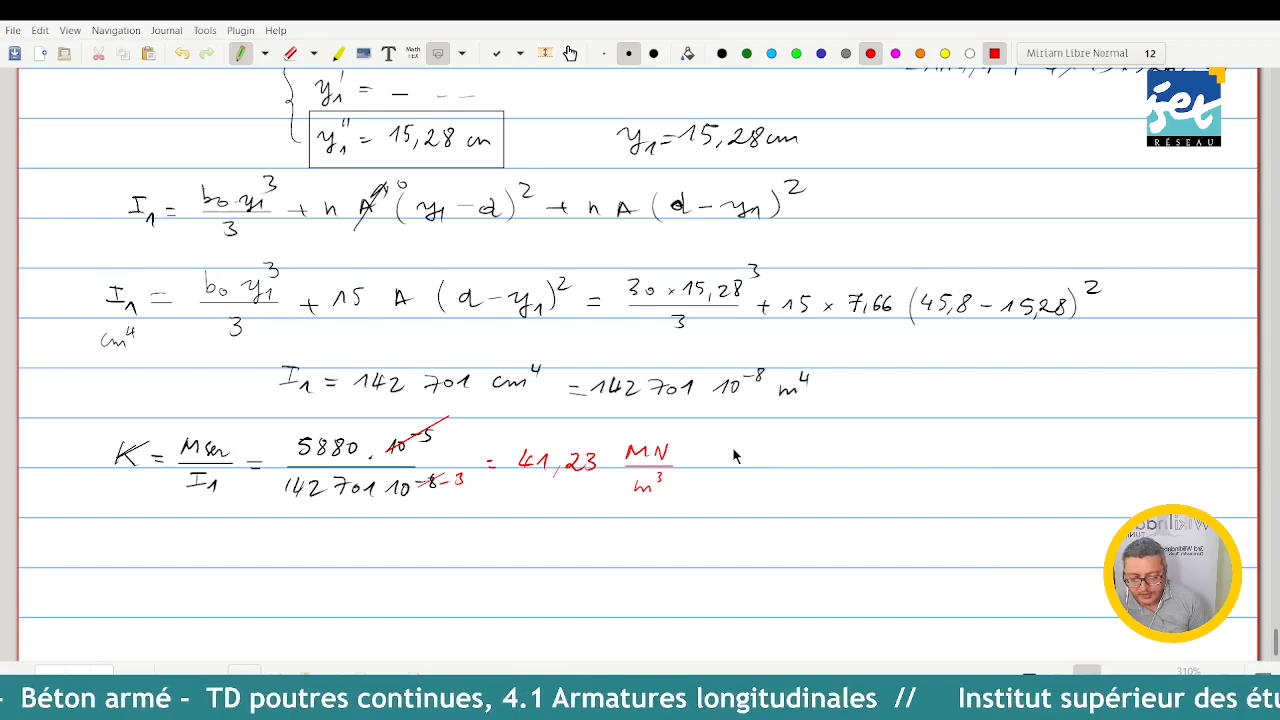 File Edit View Navigation Journal Tools Plugin Help
Miriam Libre Normal 12
y₁' = _ _ _
y₁'' = 15,28 m
y₁ = 15,28 cm
iset
RÉSEAU
I₁ = b₀.y₁³/3 + n A' (y₁ - d)² + n A (d - y₁)²
0
I₁ = b₀ y₁³/3 + 15 A (d - y₁)² = 30 × 15,28³/3 + 15 × 7,66 (45,8 - 15,28)²
cm⁴
I₁ = 142 701 cm⁴ = 142 701 10⁻⁸ m⁴
K = Mser/I₁ = 5880 . 10⁻⁵/142 701 10⁻⁸ ⁻³ = 41,23 MN/m³
310%
- Béton armé - TD poutres continues, 4.1 Armatures longitudinales // Institut supérieur des étu